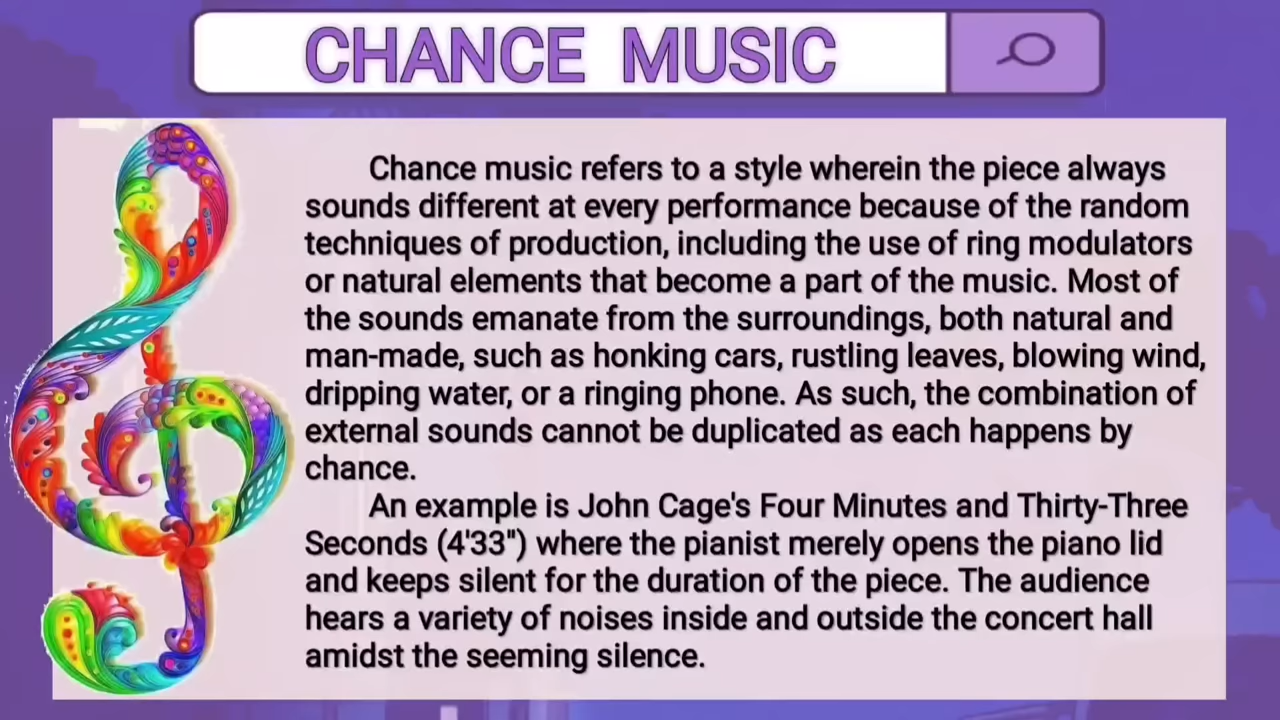 CHANCE MUSIC
Chance music refers to a style wherein the piece always
sounds different at every performance because of the random
techniques of production, including the use of ring modulators
or natural elements that become a part of the music. Most of
the sounds emanate from the surroundings, both natural and
man-made, such as honking cars, rustling leaves, blowing wind,
dripping water, or a ringing phone. As such, the combination of
external sounds cannot be duplicated as each happens by
chance.
An example is John Cage's Four Minutes and Thirty-Three
Seconds (4'33") where the pianist merely opens the piano lid
and keeps silent for the duration of the piece. The audience
hears a variety of noises inside and outside the concert hall
amidst the seeming silence.